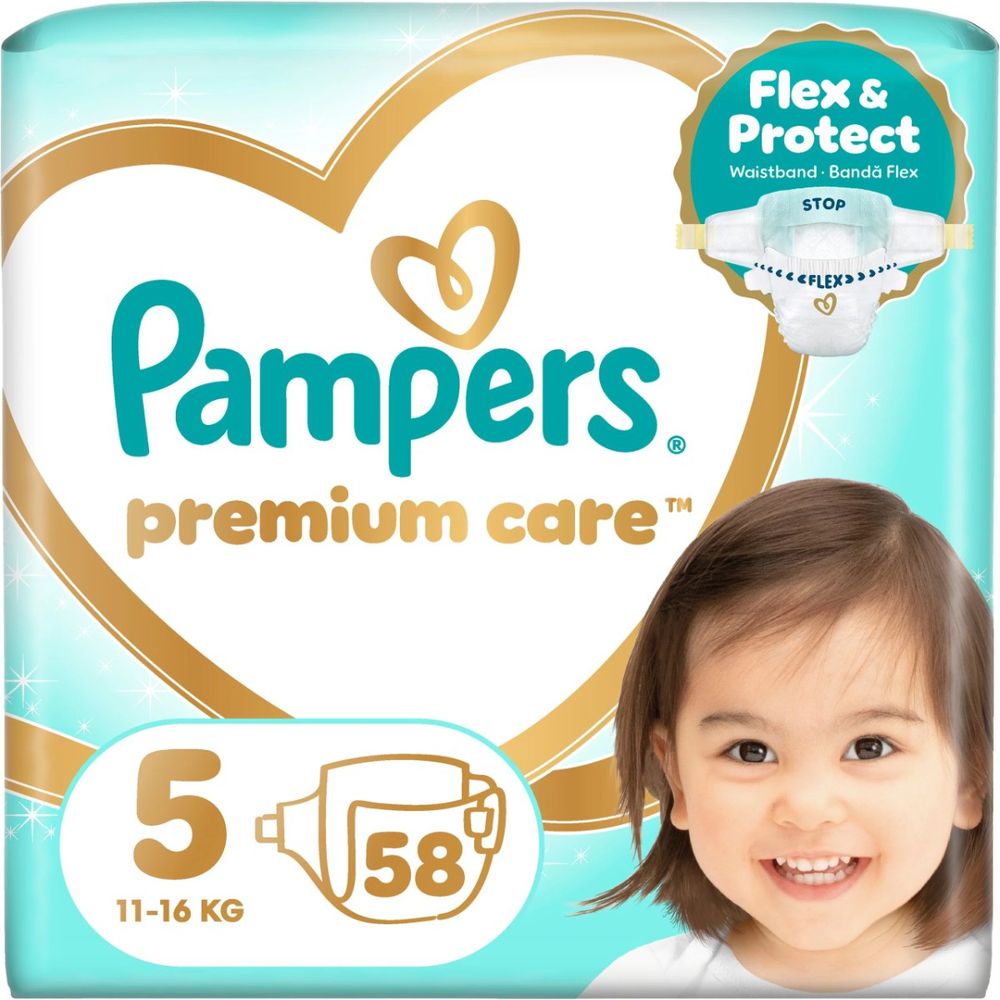 Flex &
Protect
Waistband · Bandă Flex
STOP
FLEX
Pampers®
premium care™
5
58
11-16 KG